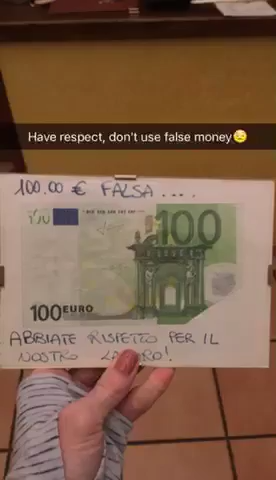 Have respect, don't use false money😔
100.00 € FALSA....
100
100 EURO
ABBIATE RISPETTO PER IL
NOSTRO LAVORO!